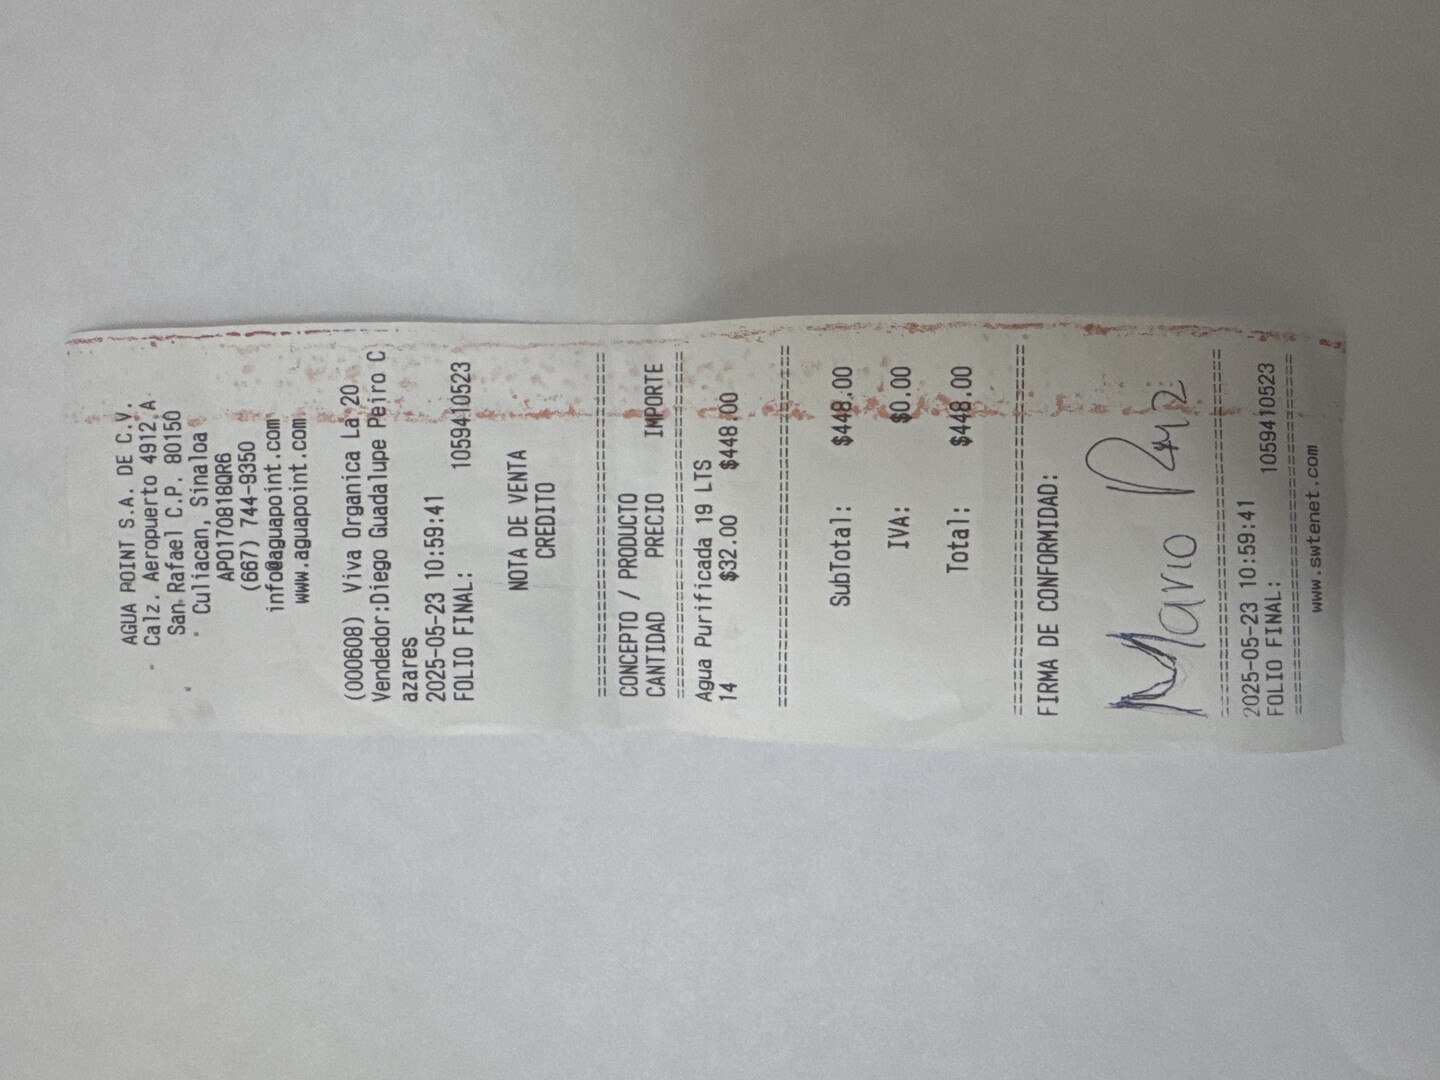 AGUA POINT S.A. DE C.V.
Calz. Aeropuerto 4912 A
San Rafael C.P. 80150
Culiacan, Sinaloa
APO170818QR6
(667) 744-9350
info@aguapoint.com
www.aguapoint.com
(000608) Viva Organica La 20
Vendedor:Diego Guadalupe Peiro C
azares
2025-05-23 10:59:41
FOLIO FINAL: 1059410523
NOTA DE VENTA
CREDITO
================================
CONCEPTO / PRODUCTO
CANTIDAD PRECIO IMPORTE
================================
Agua Purificada 19 LTS
14 $32.00 $448.00
================================
SubTotal: $448.00
IVA: $0.00
Total: $448.00
================================
FIRMA DE CONFORMIDAD:
Mario Ruiz
================================
2025-05-23 10:59:41
FOLIO FINAL: 1059410523
================================
www.swtenet.com